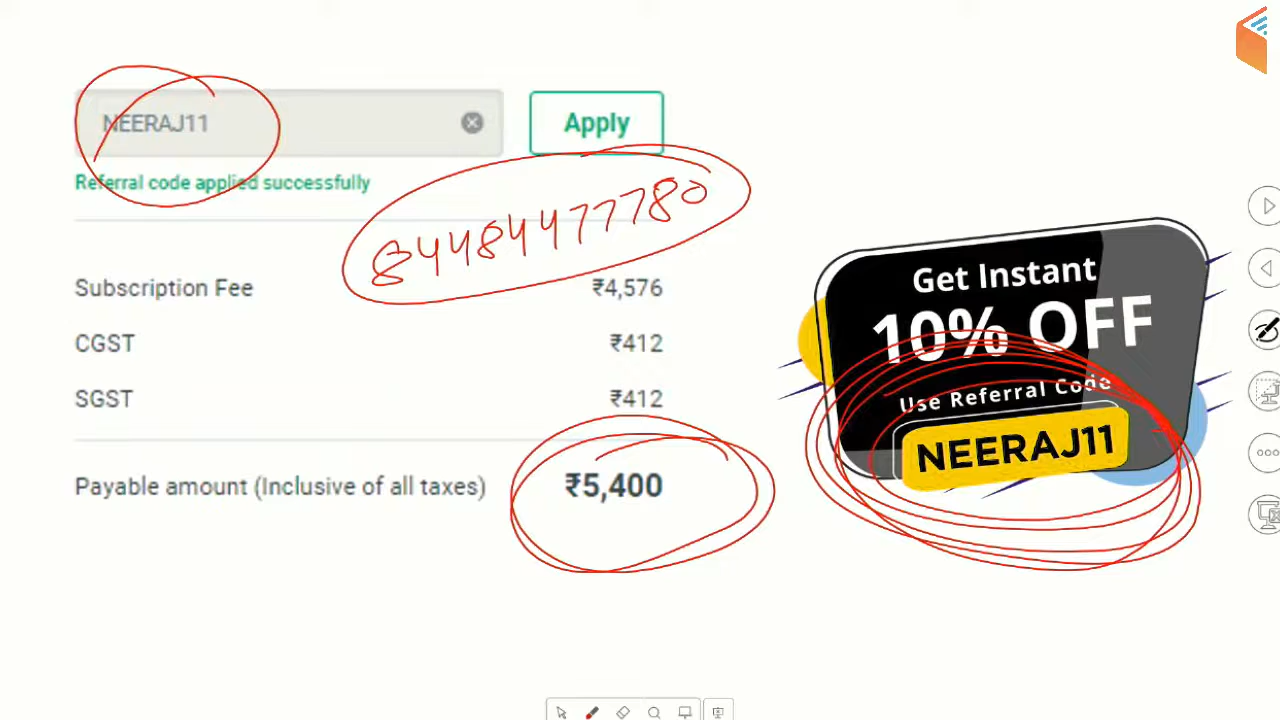 NEERAJ11
Apply
Referral code applied successfully
8448477780
Subscription Fee ₹4,576
CGST ₹412
SGST ₹412
Payable amount (Inclusive of all taxes) ₹5,400
Get Instant
10% OFF
Use Referral Code
NEERAJ11